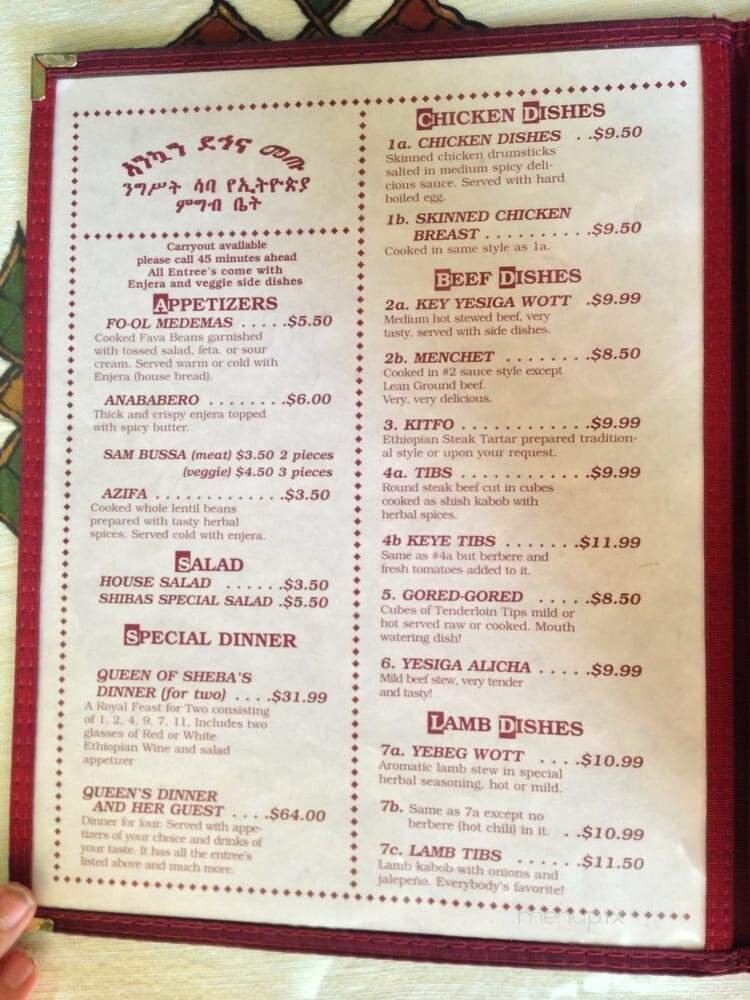 እንኳን ደኅና መጡ
ንግሥት ሳባ የኢትዮጵያ
ምግብ ቤት
Carryout available
please call 45 minutes ahead
All Entree's come with
Enjera and veggie side dishes
APPETIZERS
FO-OL MEDEMAS . . . . .$5.50
Cooked Fava Beans garnished
with tossed salad, feta. or sour
cream. Served warm or cold with
Enjera (house bread).
ANABABERO . . . . . . . .$6.00
Thick and crispy enjera topped
with spicy butter.
SAM BUSSA (meat) $3.50 2 pieces
(veggie) $4.50 3 pieces
AZIFA . . . . . . . . . . . . .$3.50
Cooked whole lentil beans
prepared with tasty herbal
spices. Served cold with enjera.
SALAD
HOUSE SALAD . . . . . .$3.50
SHIBAS SPECIAL SALAD .$5.50
SPECIAL DINNER
QUEEN OF SHEBA'S
DINNER (for two) . . . .$31.99
A Royal Feast for Two consisting
of 1, 2, 4, 9, 7, 11, Includes two
glasses of Red or White
Ethiopian Wine and salad
appetizer
QUEEN'S DINNER
AND HER GUEST . . . .$64.00
Dinner for four. Served with appe-
tizers of your choice and drinks of
your taste. It has all the entree's
listed above and much more.
CHICKEN DISHES
1a. CHICKEN DISHES . .$9.50
Skinned chicken drumsticks
salted in medium spicy deli-
cious sauce. Served with hard
boiled egg.
1b. SKINNED CHICKEN
BREAST . . . . . . . . . .$9.50
Cooked in same style as 1a.
BEEF DISHES
2a. KEY YESIGA WOTT .$9.99
Medium hot stewed beef, very
tasty, served with side dishes.
2b. MENCHET . . . . . . . .$8.50
Cooked in #2 sauce style except
Lean Ground beef.
Very, very delicious.
3. KITFO . . . . . . . . . . . . .$9.99
Ethiopian Steak Tartar prepared tradition-
al style or upon your request.
4a. TIBS . . . . . . . . . . . . .$9.99
Round steak beef cut in cubes
cooked as shish kabob with
herbal spices.
4b KEYE TIBS . . . . . . .$11.99
Same as #4a but berbere and
fresh tomatoes added to it.
5. GORED-GORED . . . . .$8.50
Cubes of Tenderloin Tips mild or
hot served raw or cooked. Mouth
watering dish!
6. YESIGA ALICHA . . . . .$9.99
Mild beef stew, very tender
and tasty!
LAMB DISHES
7a. YEBEG WOTT . . . .$10.99
Aromatic lamb stew in special
herbal seasoning, hot or mild.
7b. Same as 7a except no
berbere (hot chili) in it. . .$10.99
7c. LAMB TIBS . . . . . .$11.50
Lamb kabob with onions and
jalepeño. Everybody's favorite!
menupix